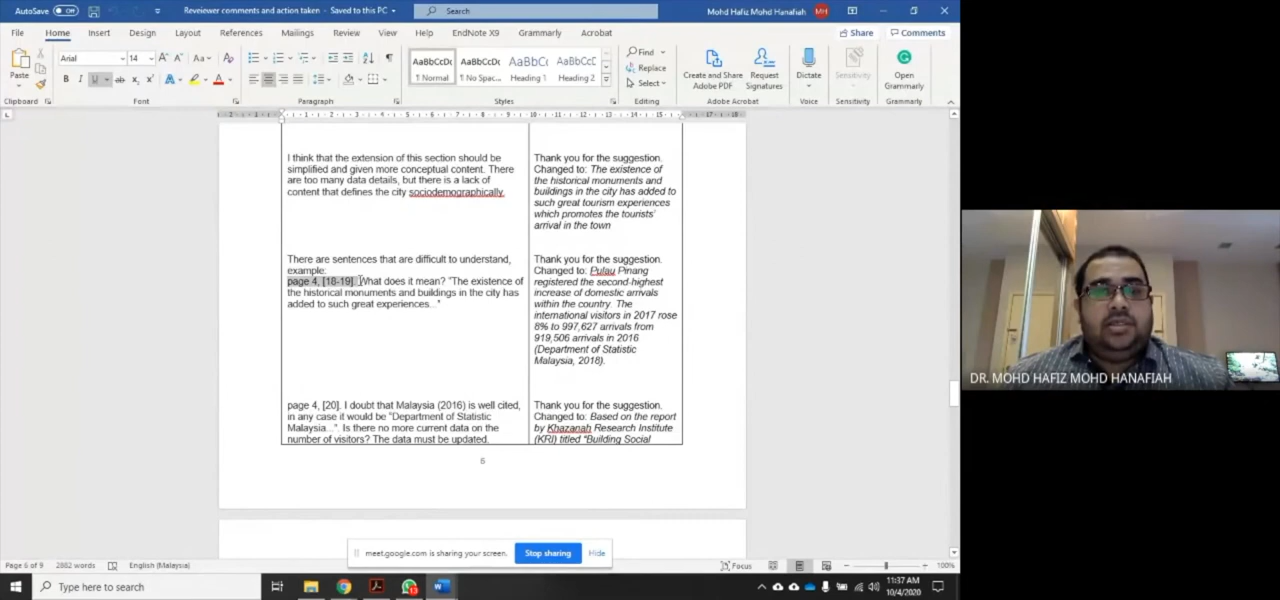 AutoSave Off
Reveiewer comments and action taken - Saved to this PC
Search
Mohd Hafiz Mohd Hanafiah MH
File Home Insert Design Layout References Mailings Review View Help EndNote X9 Grammarly Acrobat
Share Comments
Paste
Clipboard
Arial 14
Font
Paragraph
AaBbCcDc AaBbCcDc AaBbC AaBbCcC
¶ Normal ¶ No Spac... Heading 1 Heading 2
Styles
Find
Replace
Select
Editing
Create and Share Adobe PDF
Request Signatures
Adobe Acrobat
Dictate
Voice
Sensitivity
Sensitivity
Open Grammarly
Grammarly
I think that the extension of this section should be
simplified and given more conceptual content. There
are too many data details, but there is a lack of
content that defines the city sociodemographically.
Thank you for the suggestion.
Changed to: The existence of
the historical monuments and
buildings in the city has added to
such great tourism experiences
which promotes the tourists'
arrival in the town
There are sentences that are difficult to understand,
example:
page 4, [18-19]. What does it mean? "The existence of
the historical monuments and buildings in the city has
added to such great experiences..."
Thank you for the suggestion.
Changed to: Pulau Pinang
registered the second-highest
increase of domestic arrivals
within the country. The
international visitors in 2017 rose
8% to 997,627 arrivals from
919,506 arrivals in 2016
(Department of Statistic
Malaysia, 2018).
page 4, [20]. I doubt that Malaysia (2016) is well cited,
in any case it would be "Department of Statistic
Malaysia...". Is there no more current data on the
number of visitors? The data must be updated.
Thank you for the suggestion.
Changed to: Based on the report
by Khazanah Research Institute
(KRI) titled "Building Social
6
meet.google.com is sharing your screen. Stop sharing Hide
Page 6 of 9 2882 words English (Malaysia)
Focus 100%
Type here to search
11:37 AM
10/4/2020
DR. MOHD HAFIZ MOHD HANAFIAH